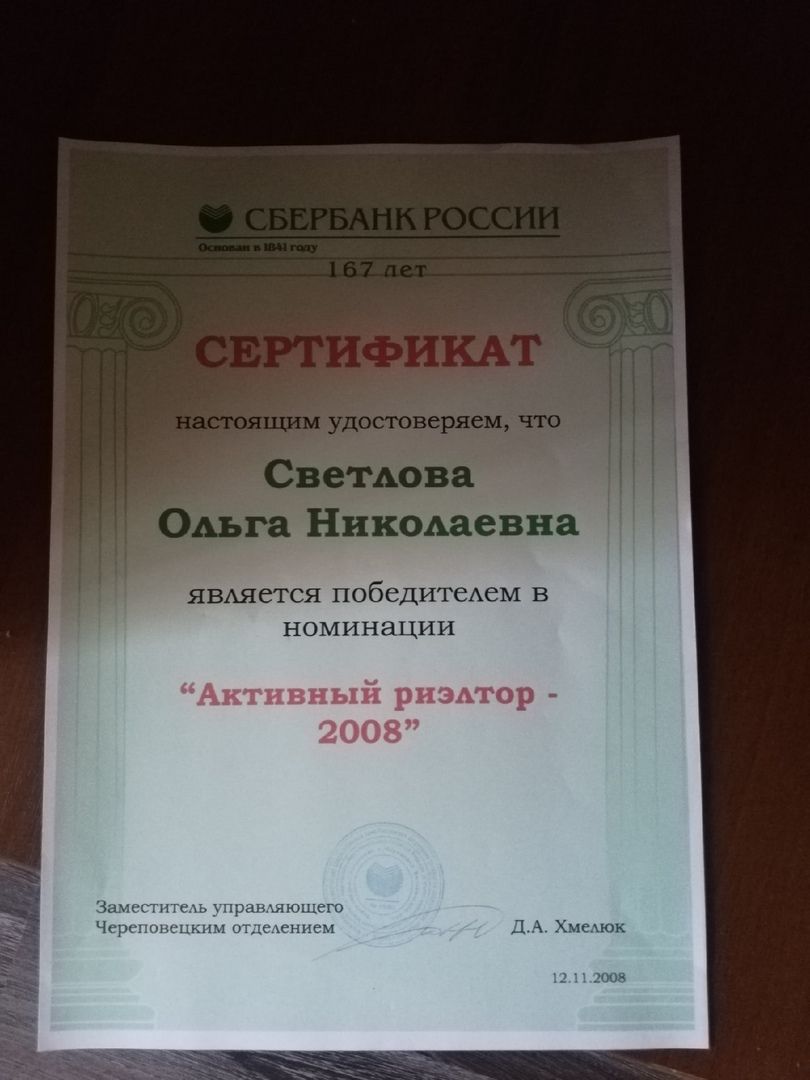 СБЕРБАНК РОССИИ
Основан в 1841 году
167 лет
СЕРТИФИКАТ
настоящим удостоверяем, что
Светлова
Ольга Николаевна
является победителем в
номинации
“Активный риэлтор -
2008”
Заместитель управляющего
Череповецким отделением
Д.А. Хмелюк
12.11.2008